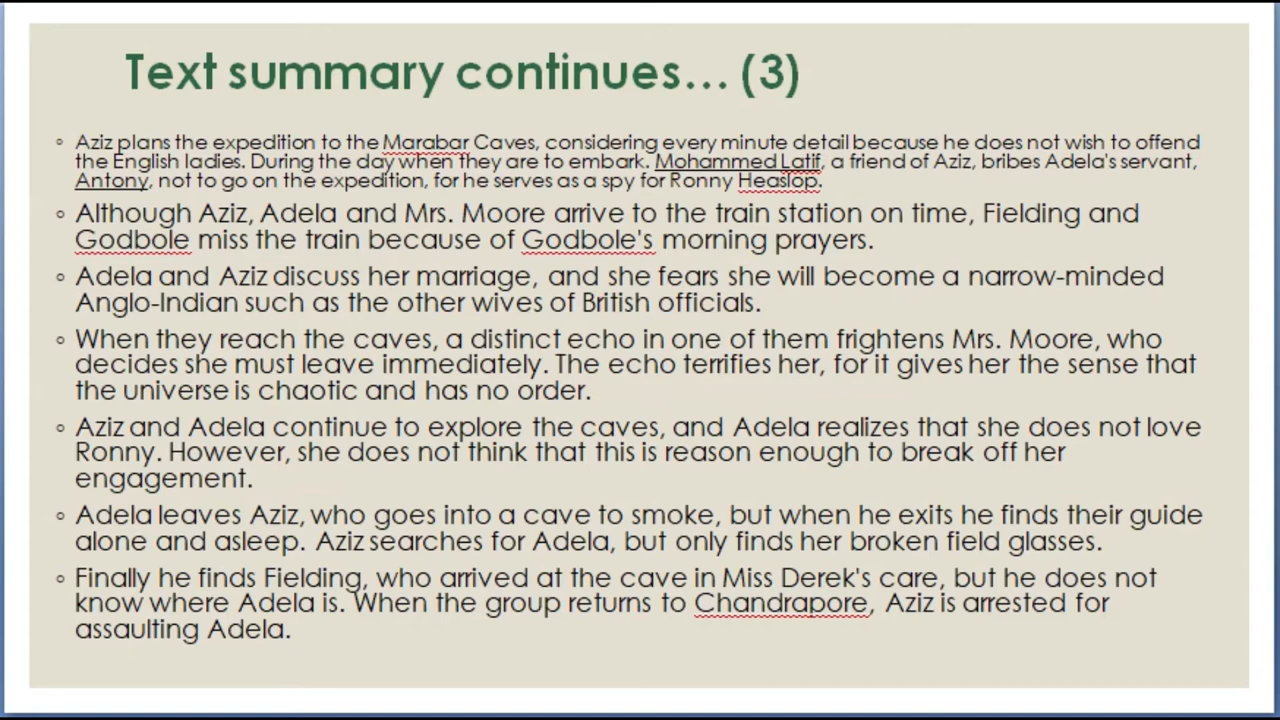 Text summary continues… (3)
◦ Aziz plans the expedition to the Marabar Caves, considering every minute detail because he does not wish to offend
the English ladies. During the day when they are to embark. Mohammed Latif, a friend of Aziz, bribes Adela's servant,
Antony, not to go on the expedition, for he serves as a spy for Ronny Heaslop.
◦ Although Aziz, Adela and Mrs. Moore arrive to the train station on time, Fielding and
Godbole miss the train because of Godbole's morning prayers.
◦ Adela and Aziz discuss her marriage, and she fears she will become a narrow-minded
Anglo-Indian such as the other wives of British officials.
◦ When they reach the caves, a distinct echo in one of them frightens Mrs. Moore, who
decides she must leave immediately. The echo terrifies her, for it gives her the sense that
the universe is chaotic and has no order.
◦ Aziz and Adela continue to explore the caves, and Adela realizes that she does not love
Ronny. However, she does not think that this is reason enough to break off her
engagement.
◦ Adela leaves Aziz, who goes into a cave to smoke, but when he exits he finds their guide
alone and asleep. Aziz searches for Adela, but only finds her broken field glasses.
◦ Finally he finds Fielding, who arrived at the cave in Miss Derek's care, but he does not
know where Adela is. When the group returns to Chandrapore, Aziz is arrested for
assaulting Adela.